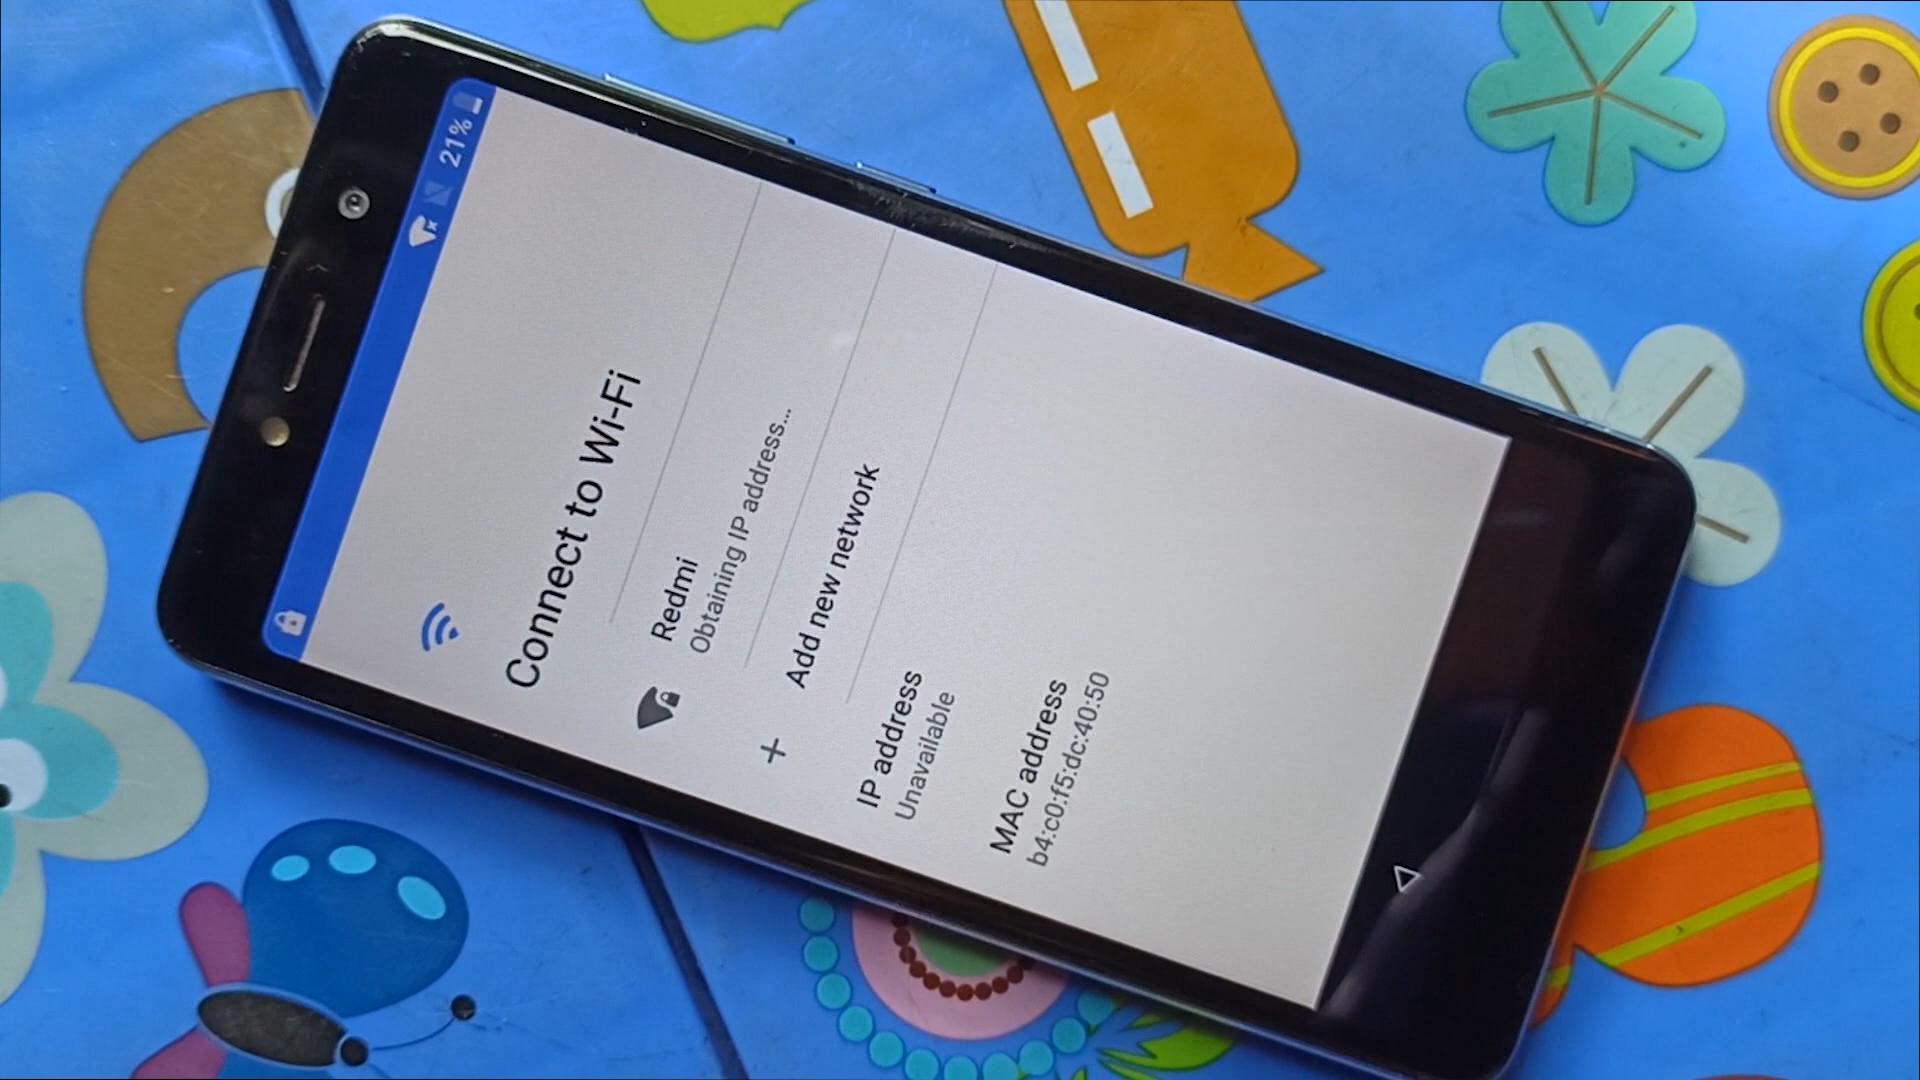 21%
Connect to Wi-Fi
Redmi
Obtaining IP address...
Add new network
IP address
Unavailable
MAC address
b4:c0:f5:dc:40:50